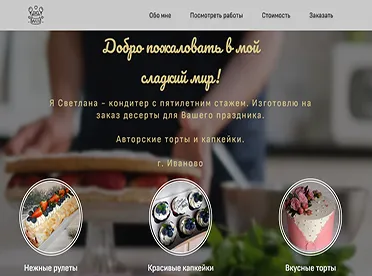 Обо мне Посмотреть работы Стоимость Заказать
Добро пожаловать в мой
сладкий мир!
Я Светлана - кондитер с пятилетним стажем. Изготовлю на
заказ десерты для Вашего праздника.
Авторские торты и капкейки.
г. Иваново
Нежные рулеты Красивые капкейки Вкусные торты